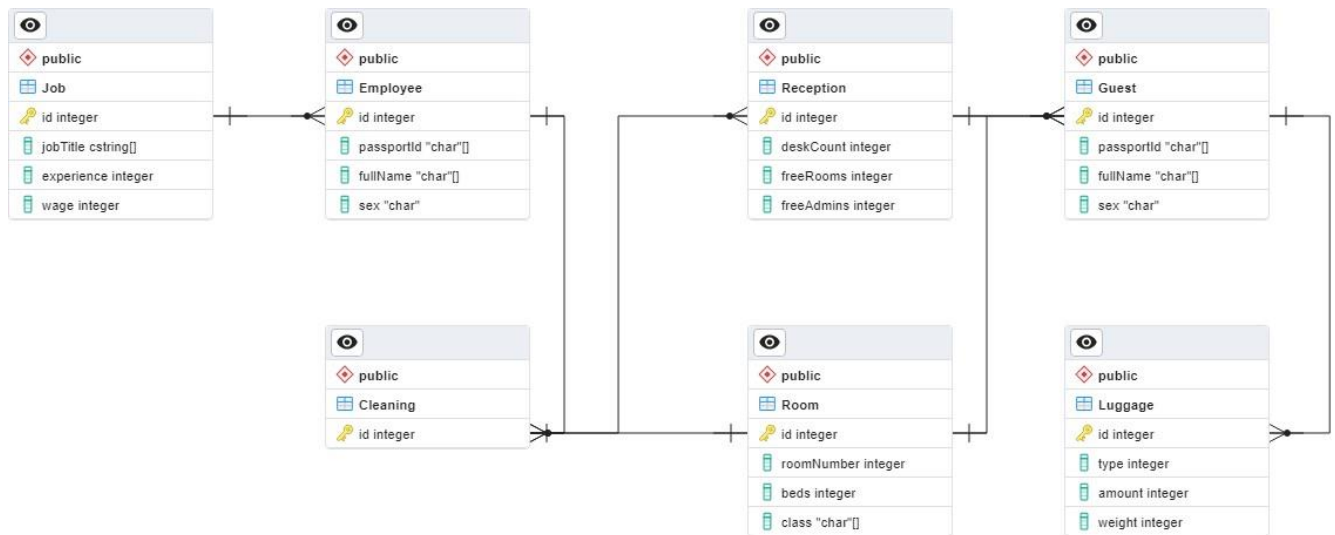 public
Job
id integer
jobTitle cstring[]
experience integer
wage integer
public
Employee
id integer
passportId "char"[]
fullName "char"[]
sex "char"
public
Reception
id integer
deskCount integer
freeRooms integer
freeAdmins integer
public
Guest
id integer
passportId "char"[]
fullName "char"[]
sex "char"
public
Cleaning
id integer
public
Room
id integer
roomNumber integer
beds integer
class "char"[]
public
Luggage
id integer
type integer
amount integer
weight integer